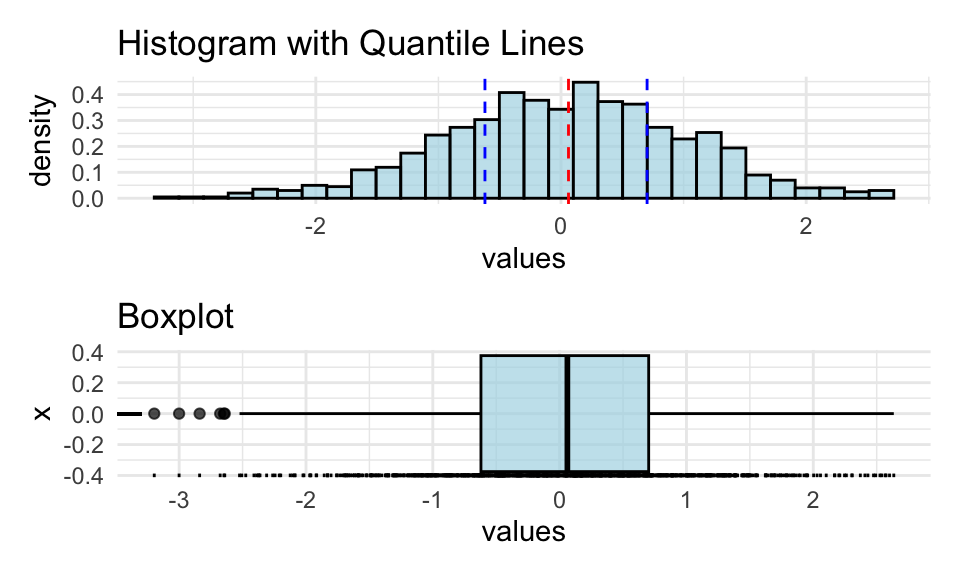 Histogram with Quantile Lines
density
0.4
0.3
0.2
0.1
0.0
-2 0 2
values
Boxplot
x
0.4
0.2
0.0
-0.2
-0.4
-3 -2 -1 0 1 2
values